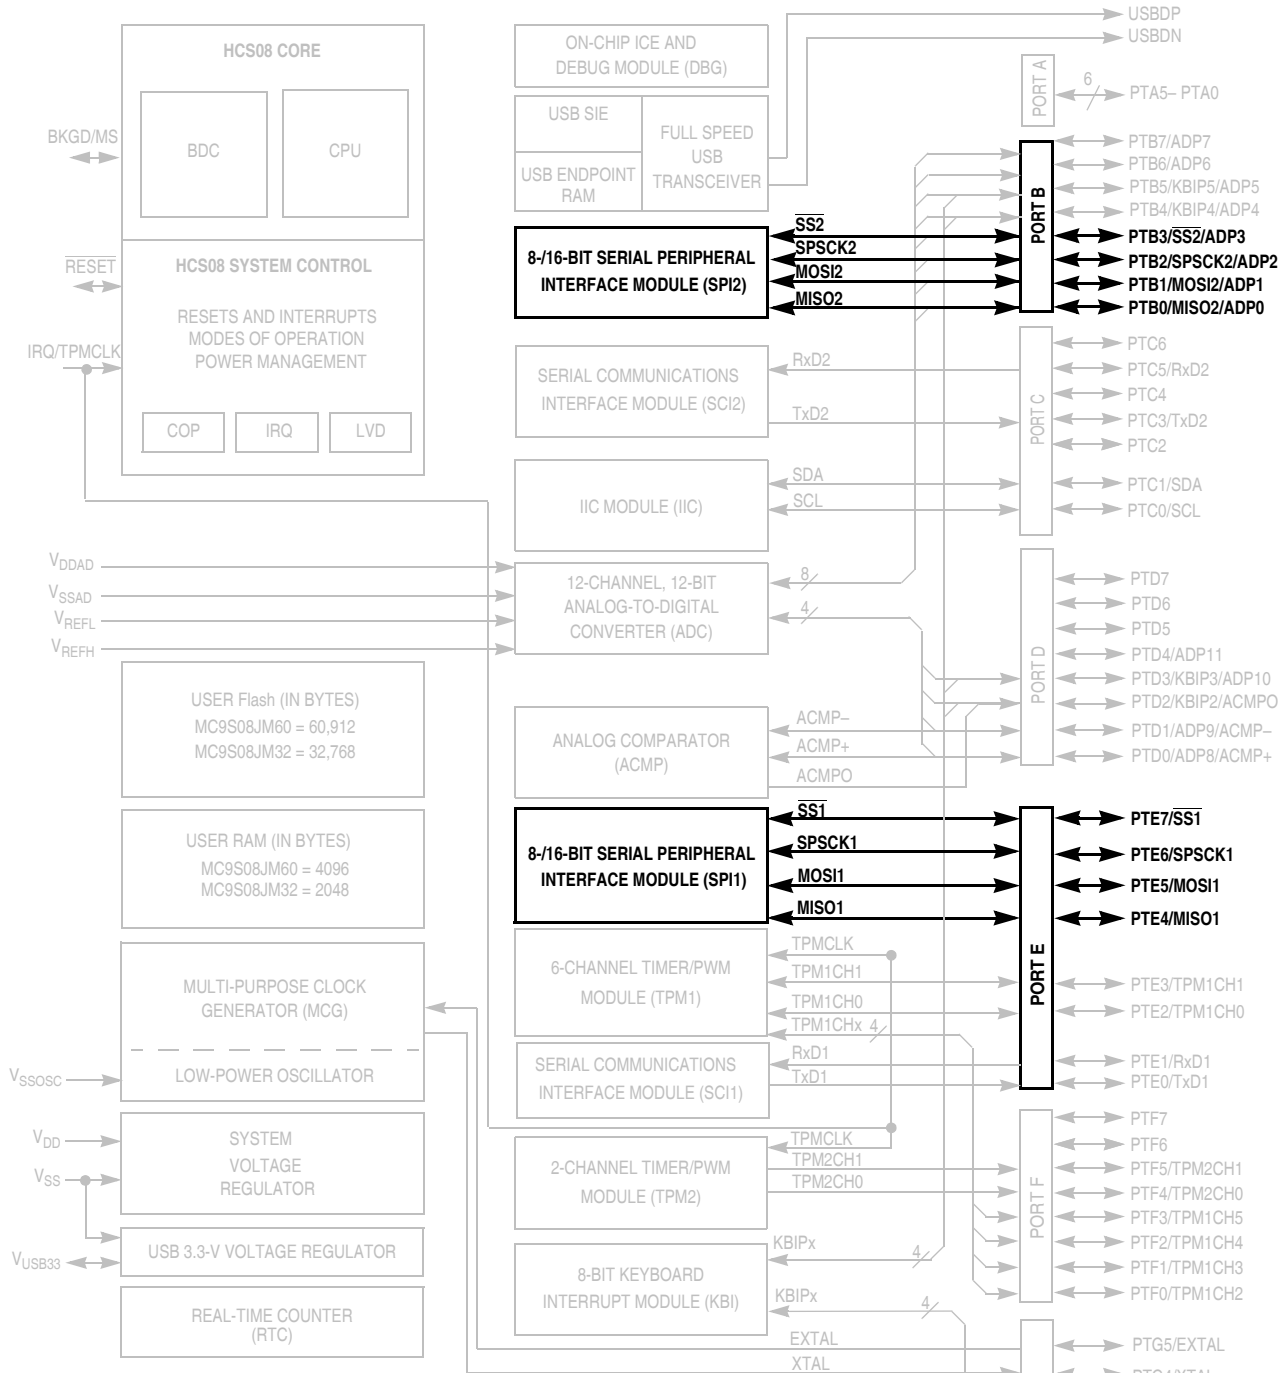 HCS08 CORE
BDC
CPU
BKGD/MS
RESET
HCS08 SYSTEM CONTROL
RESETS AND INTERRUPTS
MODES OF OPERATION
POWER MANAGEMENT
IRQ/TPMCLK
COP
IRQ
LVD
VDDAD
VSSAD
VREFL
VREFH
USER Flash (IN BYTES)
MC9S08JM60 = 60,912
MC9S08JM32 = 32,768
USER RAM (IN BYTES)
MC9S08JM60 = 4096
MC9S08JM32 = 2048
MULTI-PURPOSE CLOCK
GENERATOR (MCG)
LOW-POWER OSCILLATOR
VSSOSC
VDD
VSS
SYSTEM
VOLTAGE
REGULATOR
USB 3.3-V VOLTAGE REGULATOR
VUSB33
REAL-TIME COUNTER
(RTC)
ON-CHIP ICE AND
DEBUG MODULE (DBG)
USB SIE
USB ENDPOINT
RAM
FULL SPEED
USB
TRANSCEIVER
8-/16-BIT SERIAL PERIPHERAL
INTERFACE MODULE (SPI2)
SS2
SPSCK2
MOSI2
MISO2
SERIAL COMMUNICATIONS
INTERFACE MODULE (SCI2)
RxD2
TxD2
IIC MODULE (IIC)
SDA
SCL
12-CHANNEL, 12-BIT
ANALOG-TO-DIGITAL
CONVERTER (ADC)
8
4
ANALOG COMPARATOR
(ACMP)
ACMP–
ACMP+
ACMPO
8-/16-BIT SERIAL PERIPHERAL
INTERFACE MODULE (SPI1)
SS1
SPSCK1
MOSI1
MISO1
6-CHANNEL TIMER/PWM
MODULE (TPM1)
TPMCLK
TPM1CH1
TPM1CH0
TPM1CHx 4
SERIAL COMMUNICATIONS
INTERFACE MODULE (SCI1)
RxD1
TxD1
2-CHANNEL TIMER/PWM
MODULE (TPM2)
TPMCLK
TPM2CH1
TPM2CH0
8-BIT KEYBOARD
INTERRUPT MODULE (KBI)
KBIPx
4
KBIPx
4
EXTAL
XTAL
USBDP
USBDN
PORT A
6
PTA5– PTA0
PORT B
PTB7/ADP7
PTB6/ADP6
PTB5/KBIP5/ADP5
PTB4/KBIP4/ADP4
PTB3/SS2/ADP3
PTB2/SPSCK2/ADP2
PTB1/MOSI2/ADP1
PTB0/MISO2/ADP0
PORT C
PTC6
PTC5/RxD2
PTC4
PTC3/TxD2
PTC2
PTC1/SDA
PTC0/SCL
PORT D
PTD7
PTD6
PTD5
PTD4/ADP11
PTD3/KBIP3/ADP10
PTD2/KBIP2/ACMPO
PTD1/ADP9/ACMP–
PTD0/ADP8/ACMP+
PORT E
PTE7/SS1
PTE6/SPSCK1
PTE5/MOSI1
PTE4/MISO1
PTE3/TPM1CH1
PTE2/TPM1CH0
PTE1/RxD1
PTE0/TxD1
PORT F
PTF7
PTF6
PTF5/TPM2CH1
PTF4/TPM2CH0
PTF3/TPM1CH5
PTF2/TPM1CH4
PTF1/TPM1CH3
PTF0/TPM1CH2
PTG5/EXTAL